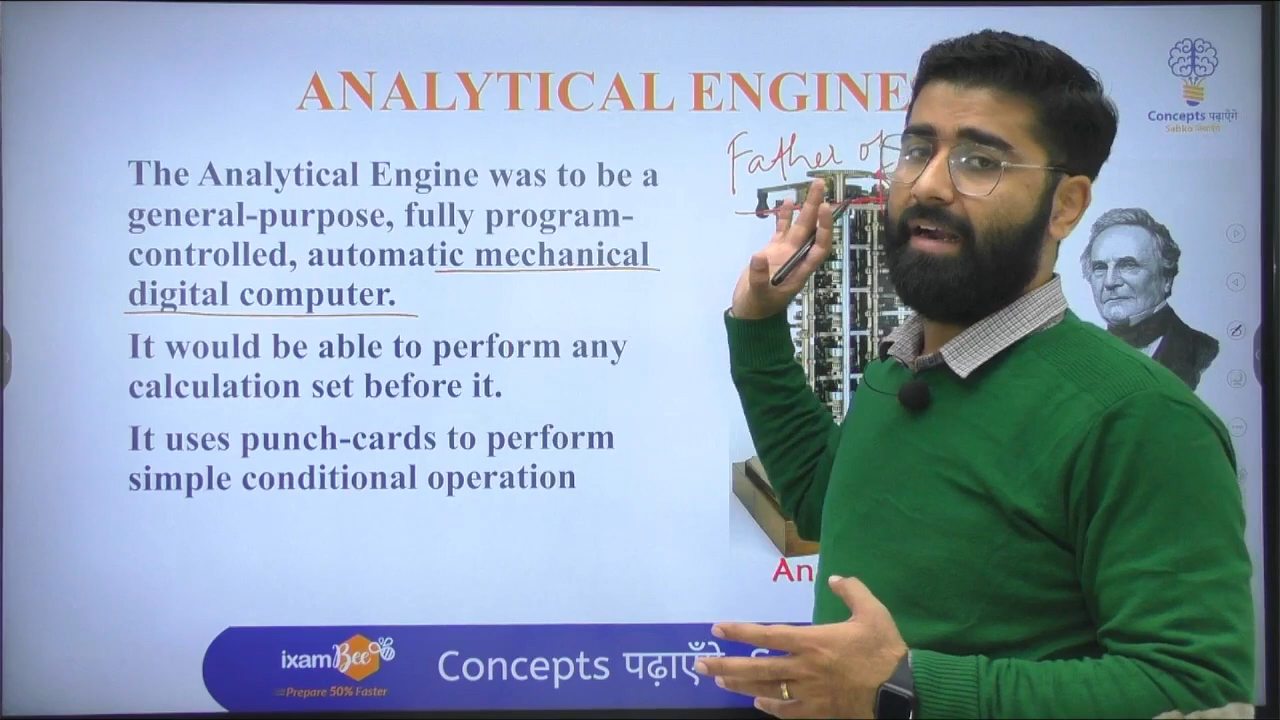 ANALYTICAL ENGINE
Concepts पढ़ाएँगे
Sabko
Father of
The Analytical Engine was to be a
general-purpose, fully program-
controlled, automatic mechanical
digital computer.
It would be able to perform any
calculation set before it.
It uses punch-cards to perform
simple conditional operation
An
ixamBee
Prepare 50% Faster
Concepts पढ़ाएँगे